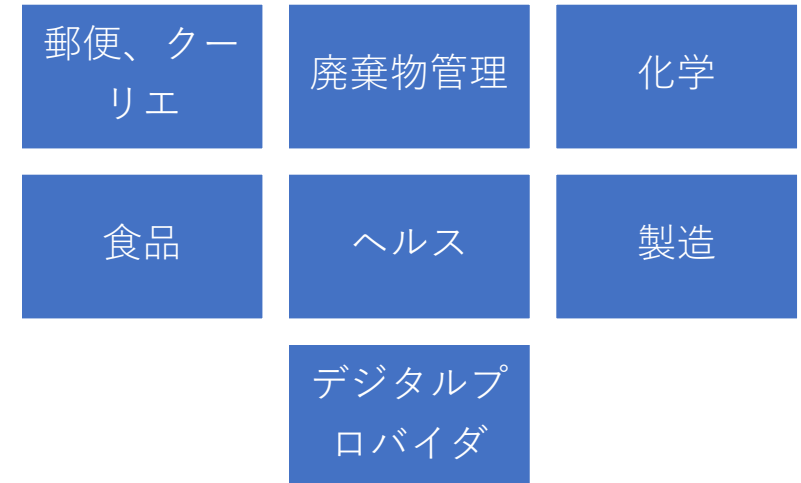 郵便、クー
リエ
廃棄物管理
化学
食品
ヘルス
製造
デジタルプ
ロバイダ